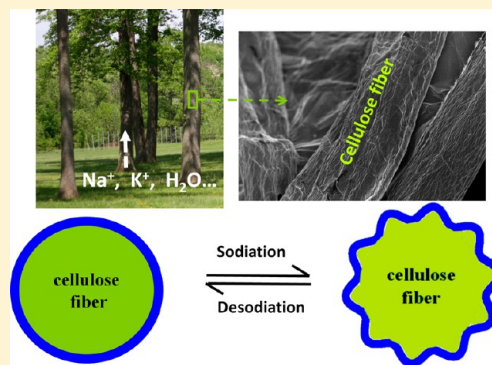 Na⁺, K⁺, H₂O...
Cellulose fiber
cellulose
fiber
Sodiation
Desodiation
cellulose
fiber